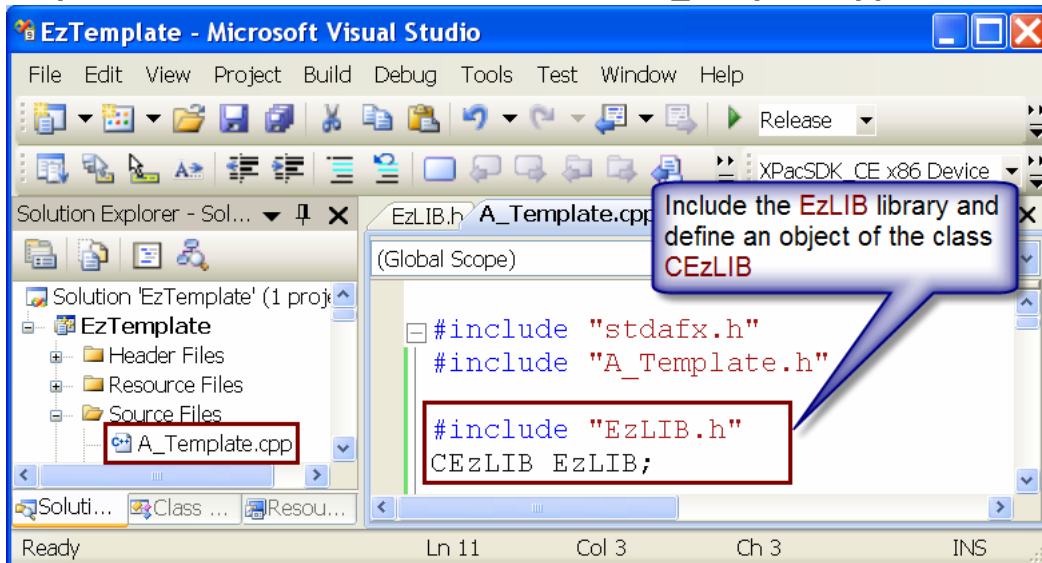 EzTemplate - Microsoft Visual Studio
File Edit View Project Build Debug Tools Test Window Help
Release
XPacSDK_CE x86 Device
Solution Explorer - Sol...
EzLIB.h A_Template.cpp
Include the EzLIB library and
define an object of the class
CEzLIB
(Global Scope)
Solution 'EzTemplate' (1 proje
EzTemplate
Header Files
Resource Files
Source Files
A_Template.cpp
#include "stdafx.h"
#include "A_Template.h"
#include "EzLIB.h"
CEzLIB EzLIB;
Soluti... Class ... Resou...
Ready Ln 11 Col 3 Ch 3 INS